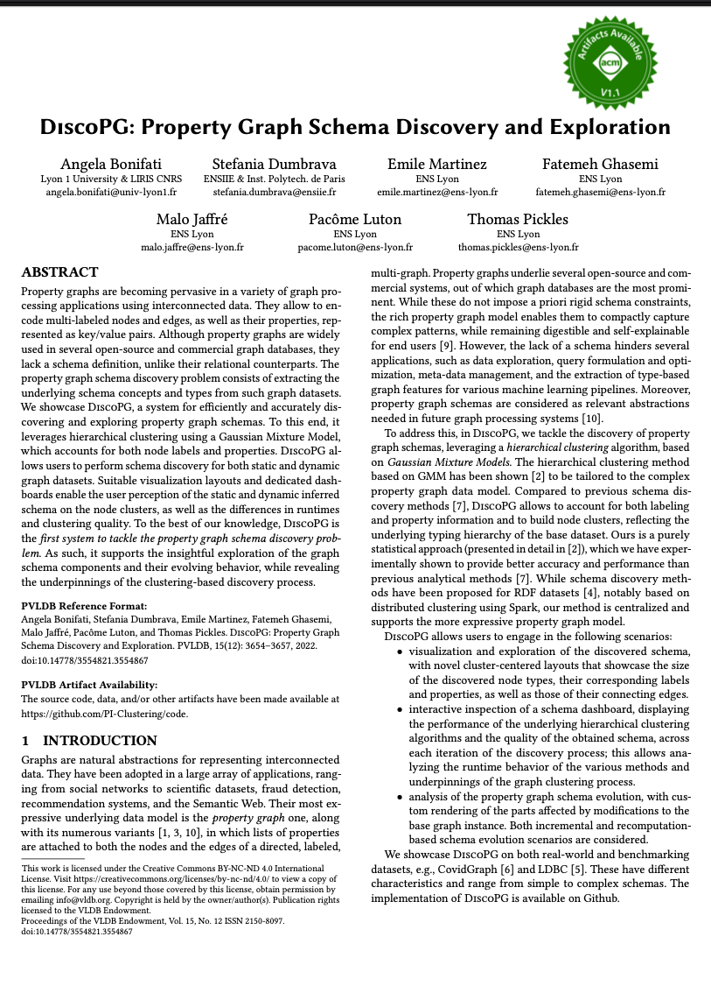 Artifacts Available
acm
V1.1
DiscoPG: Property Graph Schema Discovery and Exploration
Angela Bonifati
Lyon 1 University & LIRIS CNRS
angela.bonifati@univ-lyon1.fr
Stefania Dumbrava
ENSIIE & Inst. Polytech. de Paris
stefania.dumbrava@ensiie.fr
Emile Martinez
ENS Lyon
emile.martinez@ens-lyon.fr
Fatemeh Ghasemi
ENS Lyon
fatemeh.ghasemi@ens-lyon.fr
Malo Jaffré
ENS Lyon
malo.jaffre@ens-lyon.fr
Pacôme Luton
ENS Lyon
pacome.luton@ens-lyon.fr
Thomas Pickles
ENS Lyon
thomas.pickles@ens-lyon.fr
ABSTRACT
Property graphs are becoming pervasive in a variety of graph pro-
cessing applications using interconnected data. They allow to en-
code multi-labeled nodes and edges, as well as their properties, rep-
resented as key/value pairs. Although property graphs are widely
used in several open-source and commercial graph databases, they
lack a schema definition, unlike their relational counterparts. The
property graph schema discovery problem consists of extracting the
underlying schema concepts and types from such graph datasets.
We showcase DiscoPG, a system for efficiently and accurately dis-
covering and exploring property graph schemas. To this end, it
leverages hierarchical clustering using a Gaussian Mixture Model,
which accounts for both node labels and properties. DiscoPG al-
lows users to perform schema discovery for both static and dynamic
graph datasets. Suitable visualization layouts and dedicated dash-
boards enable the user perception of the static and dynamic inferred
schema on the node clusters, as well as the differences in runtimes
and clustering quality. To the best of our knowledge, DiscoPG is
the first system to tackle the property graph schema discovery prob-
lem. As such, it supports the insightful exploration of the graph
schema components and their evolving behavior, while revealing
the underpinnings of the clustering-based discovery process.
PVLDB Reference Format:
Angela Bonifati, Stefania Dumbrava, Emile Martinez, Fatemeh Ghasemi,
Malo Jaffré, Pacôme Luton, and Thomas Pickles. DiscoPG: Property Graph
Schema Discovery and Exploration. PVLDB, 15(12): 3654–3657, 2022.
doi:10.14778/3554821.3554867
PVLDB Artifact Availability:
The source code, data, and/or other artifacts have been made available at
https://github.com/PI-Clustering/code.
1 INTRODUCTION
Graphs are natural abstractions for representing interconnected
data. They have been adopted in a large array of applications, rang-
ing from social networks to scientific datasets, fraud detection,
recommendation systems, and the Semantic Web. Their most ex-
pressive underlying data model is the property graph one, along
with its numerous variants [1, 3, 10], in which lists of properties
are attached to both the nodes and the edges of a directed, labeled,
This work is licensed under the Creative Commons BY-NC-ND 4.0 International
License. Visit https://creativecommons.org/licenses/by-nc-nd/4.0/ to view a copy of
this license. For any use beyond those covered by this license, obtain permission by
emailing info@vldb.org. Copyright is held by the owner/author(s). Publication rights
licensed to the VLDB Endowment.
Proceedings of the VLDB Endowment, Vol. 15, No. 12 ISSN 2150-8097.
doi:10.14778/3554821.3554867
multi-graph. Property graphs underlie several open-source and com-
mercial systems, out of which graph databases are the most promi-
nent. While these do not impose a priori rigid schema constraints,
the rich property graph model enables them to compactly capture
complex patterns, while remaining digestible and self-explainable
for end users [9]. However, the lack of a schema hinders several
applications, such as data exploration, query formulation and opti-
mization, meta-data management, and the extraction of type-based
graph features for various machine learning pipelines. Moreover,
property graph schemas are considered as relevant abstractions
needed in future graph processing systems [10].
To address this, in DiscoPG, we tackle the discovery of property
graph schemas, leveraging a hierarchical clustering algorithm, based
on Gaussian Mixture Models. The hierarchical clustering method
based on GMM has been shown [2] to be tailored to the complex
property graph data model. Compared to previous schema dis-
covery methods [7], DiscoPG allows to account for both labeling
and property information and to build node clusters, reflecting the
underlying typing hierarchy of the base dataset. Ours is a purely
statistical approach (presented in detail in [2]), which we have exper-
imentally shown to provide better accuracy and performance than
previous analytical methods [7]. While schema discovery meth-
ods have been proposed for RDF datasets [4], notably based on
distributed clustering using Spark, our method is centralized and
supports the more expressive property graph model.
DiscoPG allows users to engage in the following scenarios:
• visualization and exploration of the discovered schema,
with novel cluster-centered layouts that showcase the size
of the discovered node types, their corresponding labels
and properties, as well as those of their connecting edges.
• interactive inspection of a schema dashboard, displaying
the performance of the underlying hierarchical clustering
algorithms and the quality of the obtained schema, across
each iteration of the discovery process; this allows ana-
lyzing the runtime behavior of the various methods and
underpinnings of the graph clustering process.
• analysis of the property graph schema evolution, with cus-
tom rendering of the parts affected by modifications to the
base graph instance. Both incremental and recomputation-
based schema evolution scenarios are considered.
We showcase DiscoPG on both real-world and benchmarking
datasets, e.g., CovidGraph [6] and LDBC [5]. These have different
characteristics and range from simple to complex schemas. The
implementation of DiscoPG is available on Github.